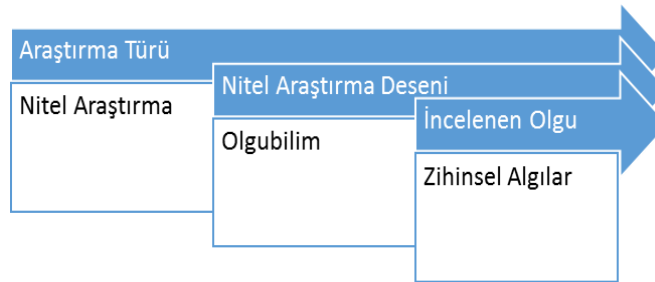 Araştırma Türü
Nitel Araştırma
Nitel Araştırma Deseni
Olgubilim
İncelenen Olgu
Zihinsel Algılar